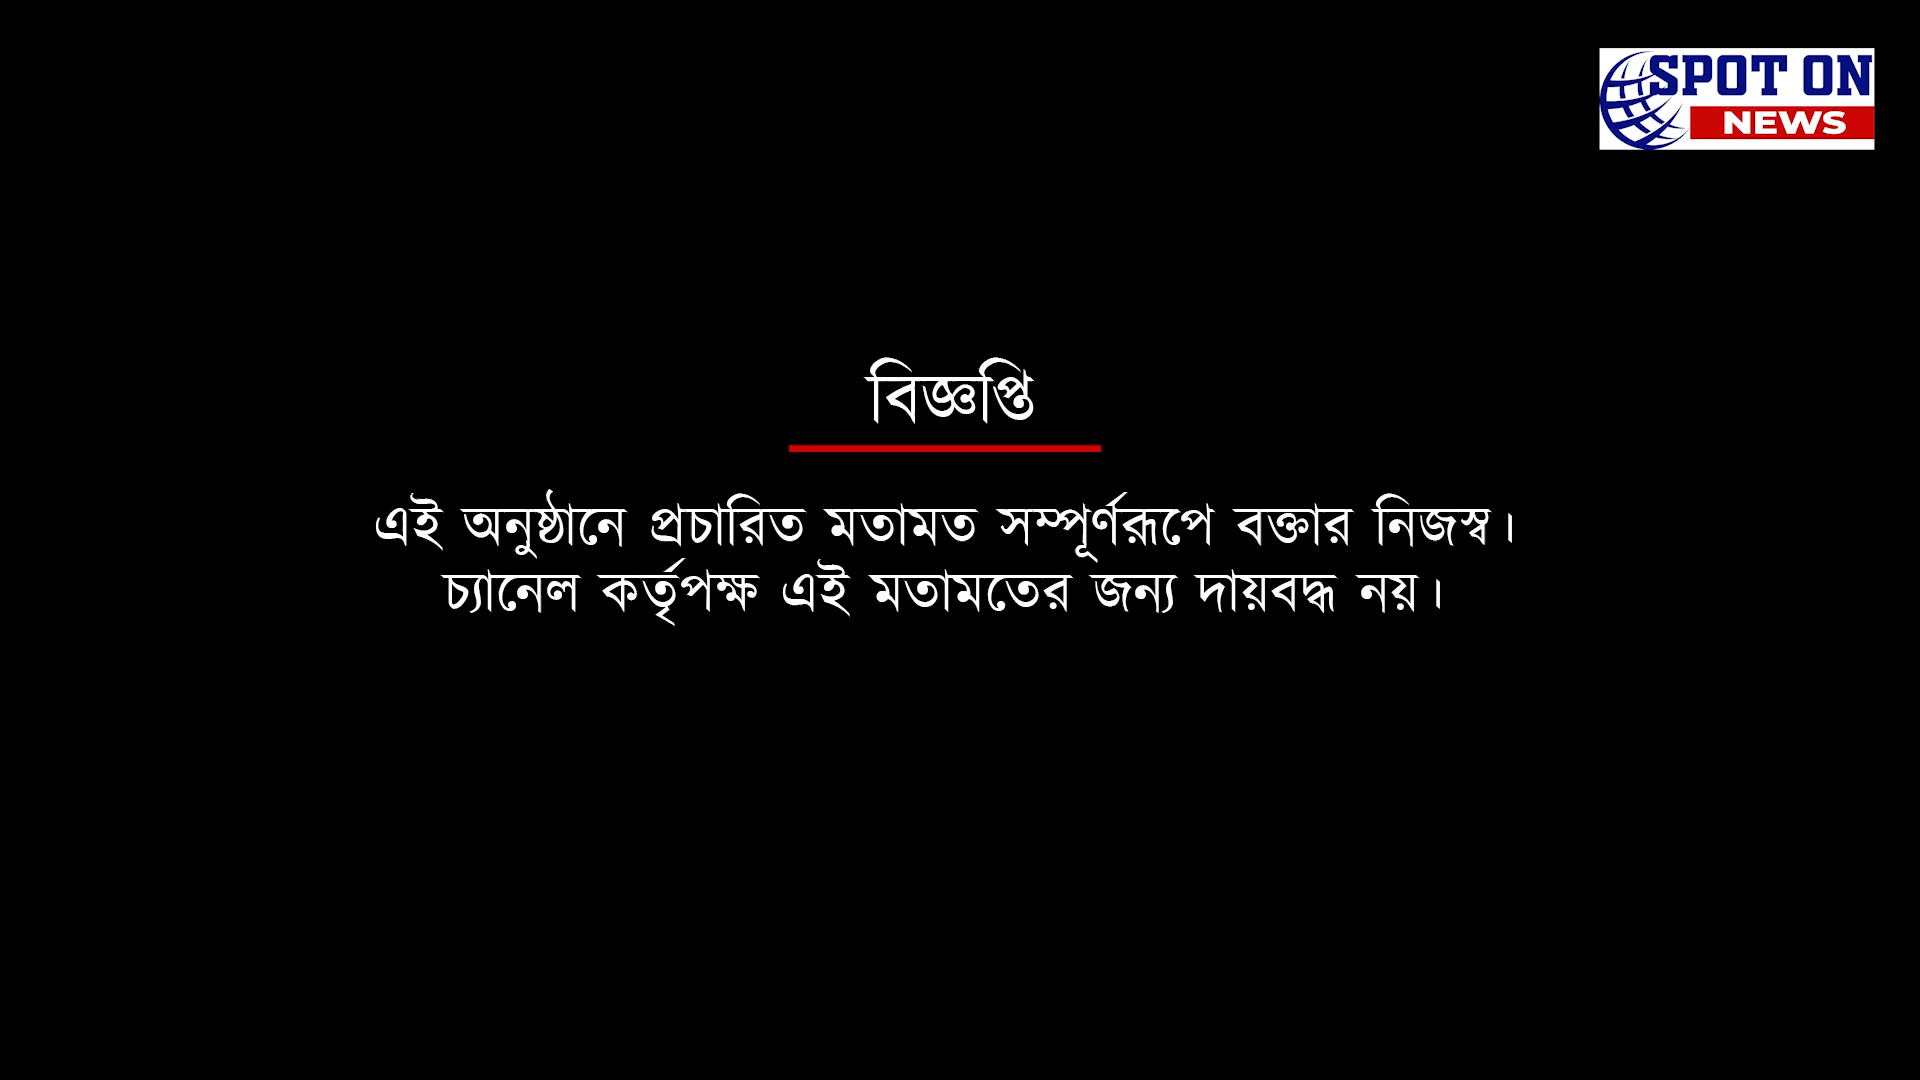 SPOT ON
NEWS
বিজ্ঞপ্তি
এই অনুষ্ঠানে প্রচারিত মতামত সম্পূর্ণরূপে বক্তার নিজস্ব।
চ্যানেল কর্তৃপক্ষ এই মতামতের জন্য দায়বদ্ধ নয়।